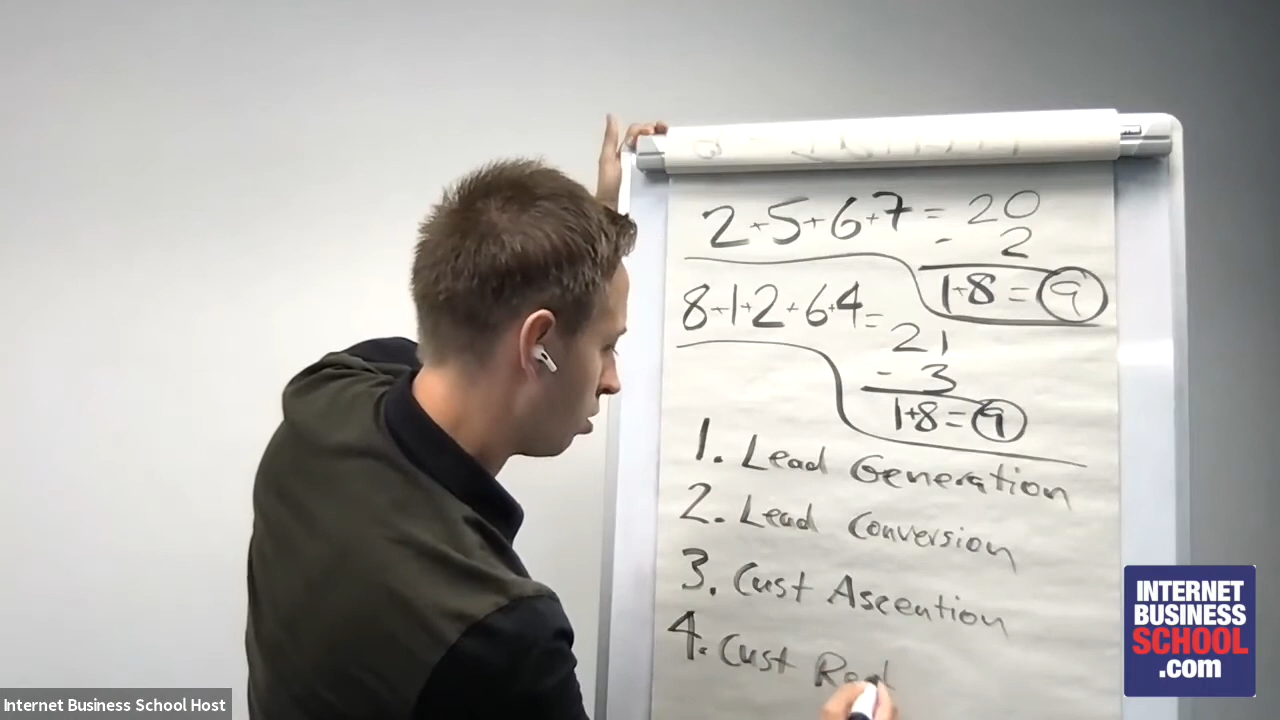 2+5+6+7 = 20
- 2
1+8 = 9
8+1+2+6+4 = 21
- 3
1+8 = 9
1. Lead Generation
2. Lead Conversion
3. Cust Ascention
4. Cust
INTERNET
BUSINESS
SCHOOL
.com
Internet Business School Host